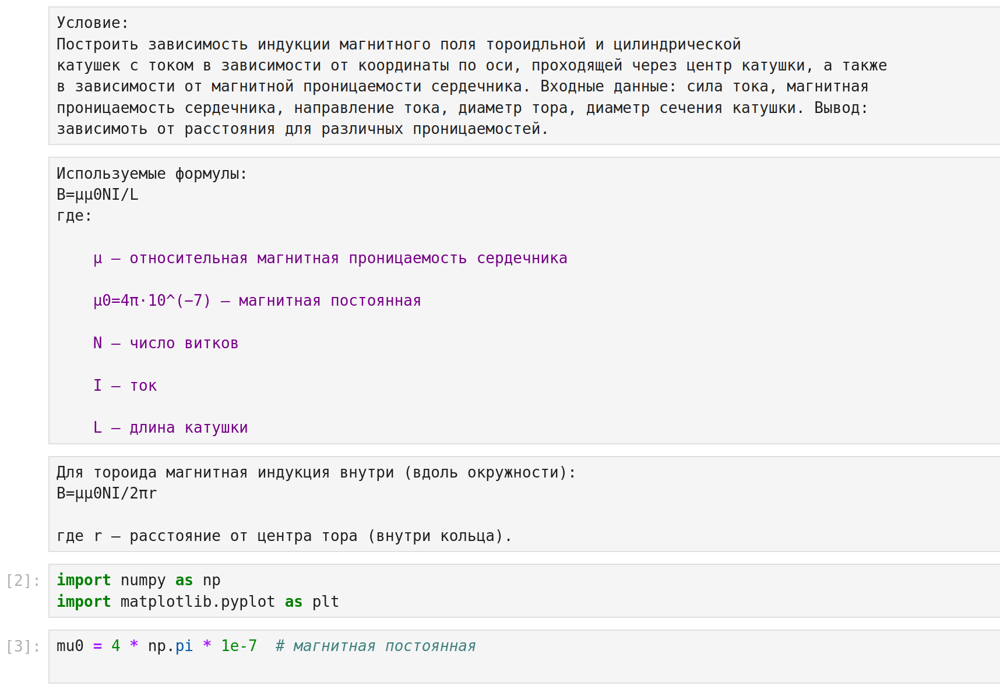 Условие:
Построить зависимость индукции магнитного поля тороидльной и цилиндрической
катушек с током в зависимости от координаты по оси, проходящей через центр катушки, а также
в зависимости от магнитной проницаемости сердечника. Входные данные: сила тока, магнитная
проницаемость сердечника, направление тока, диаметр тора, диаметр сечения катушки. Вывод:
зависимоть от расстояния для различных проницаемостей.
Используемые формулы:
B=μμ0NI/L
где:
μ — относительная магнитная проницаемость сердечника
μ0=4π⋅10^(−7) — магнитная постоянная
N — число витков
I — ток
L — длина катушки
Для тороида магнитная индукция внутри (вдоль окружности):
B=μμ0NI/2πr
где r — расстояние от центра тора (внутри кольца).
[2]: import numpy as np
import matplotlib.pyplot as plt
[3]: mu0 = 4 * np.pi * 1e-7  # магнитная постоянная